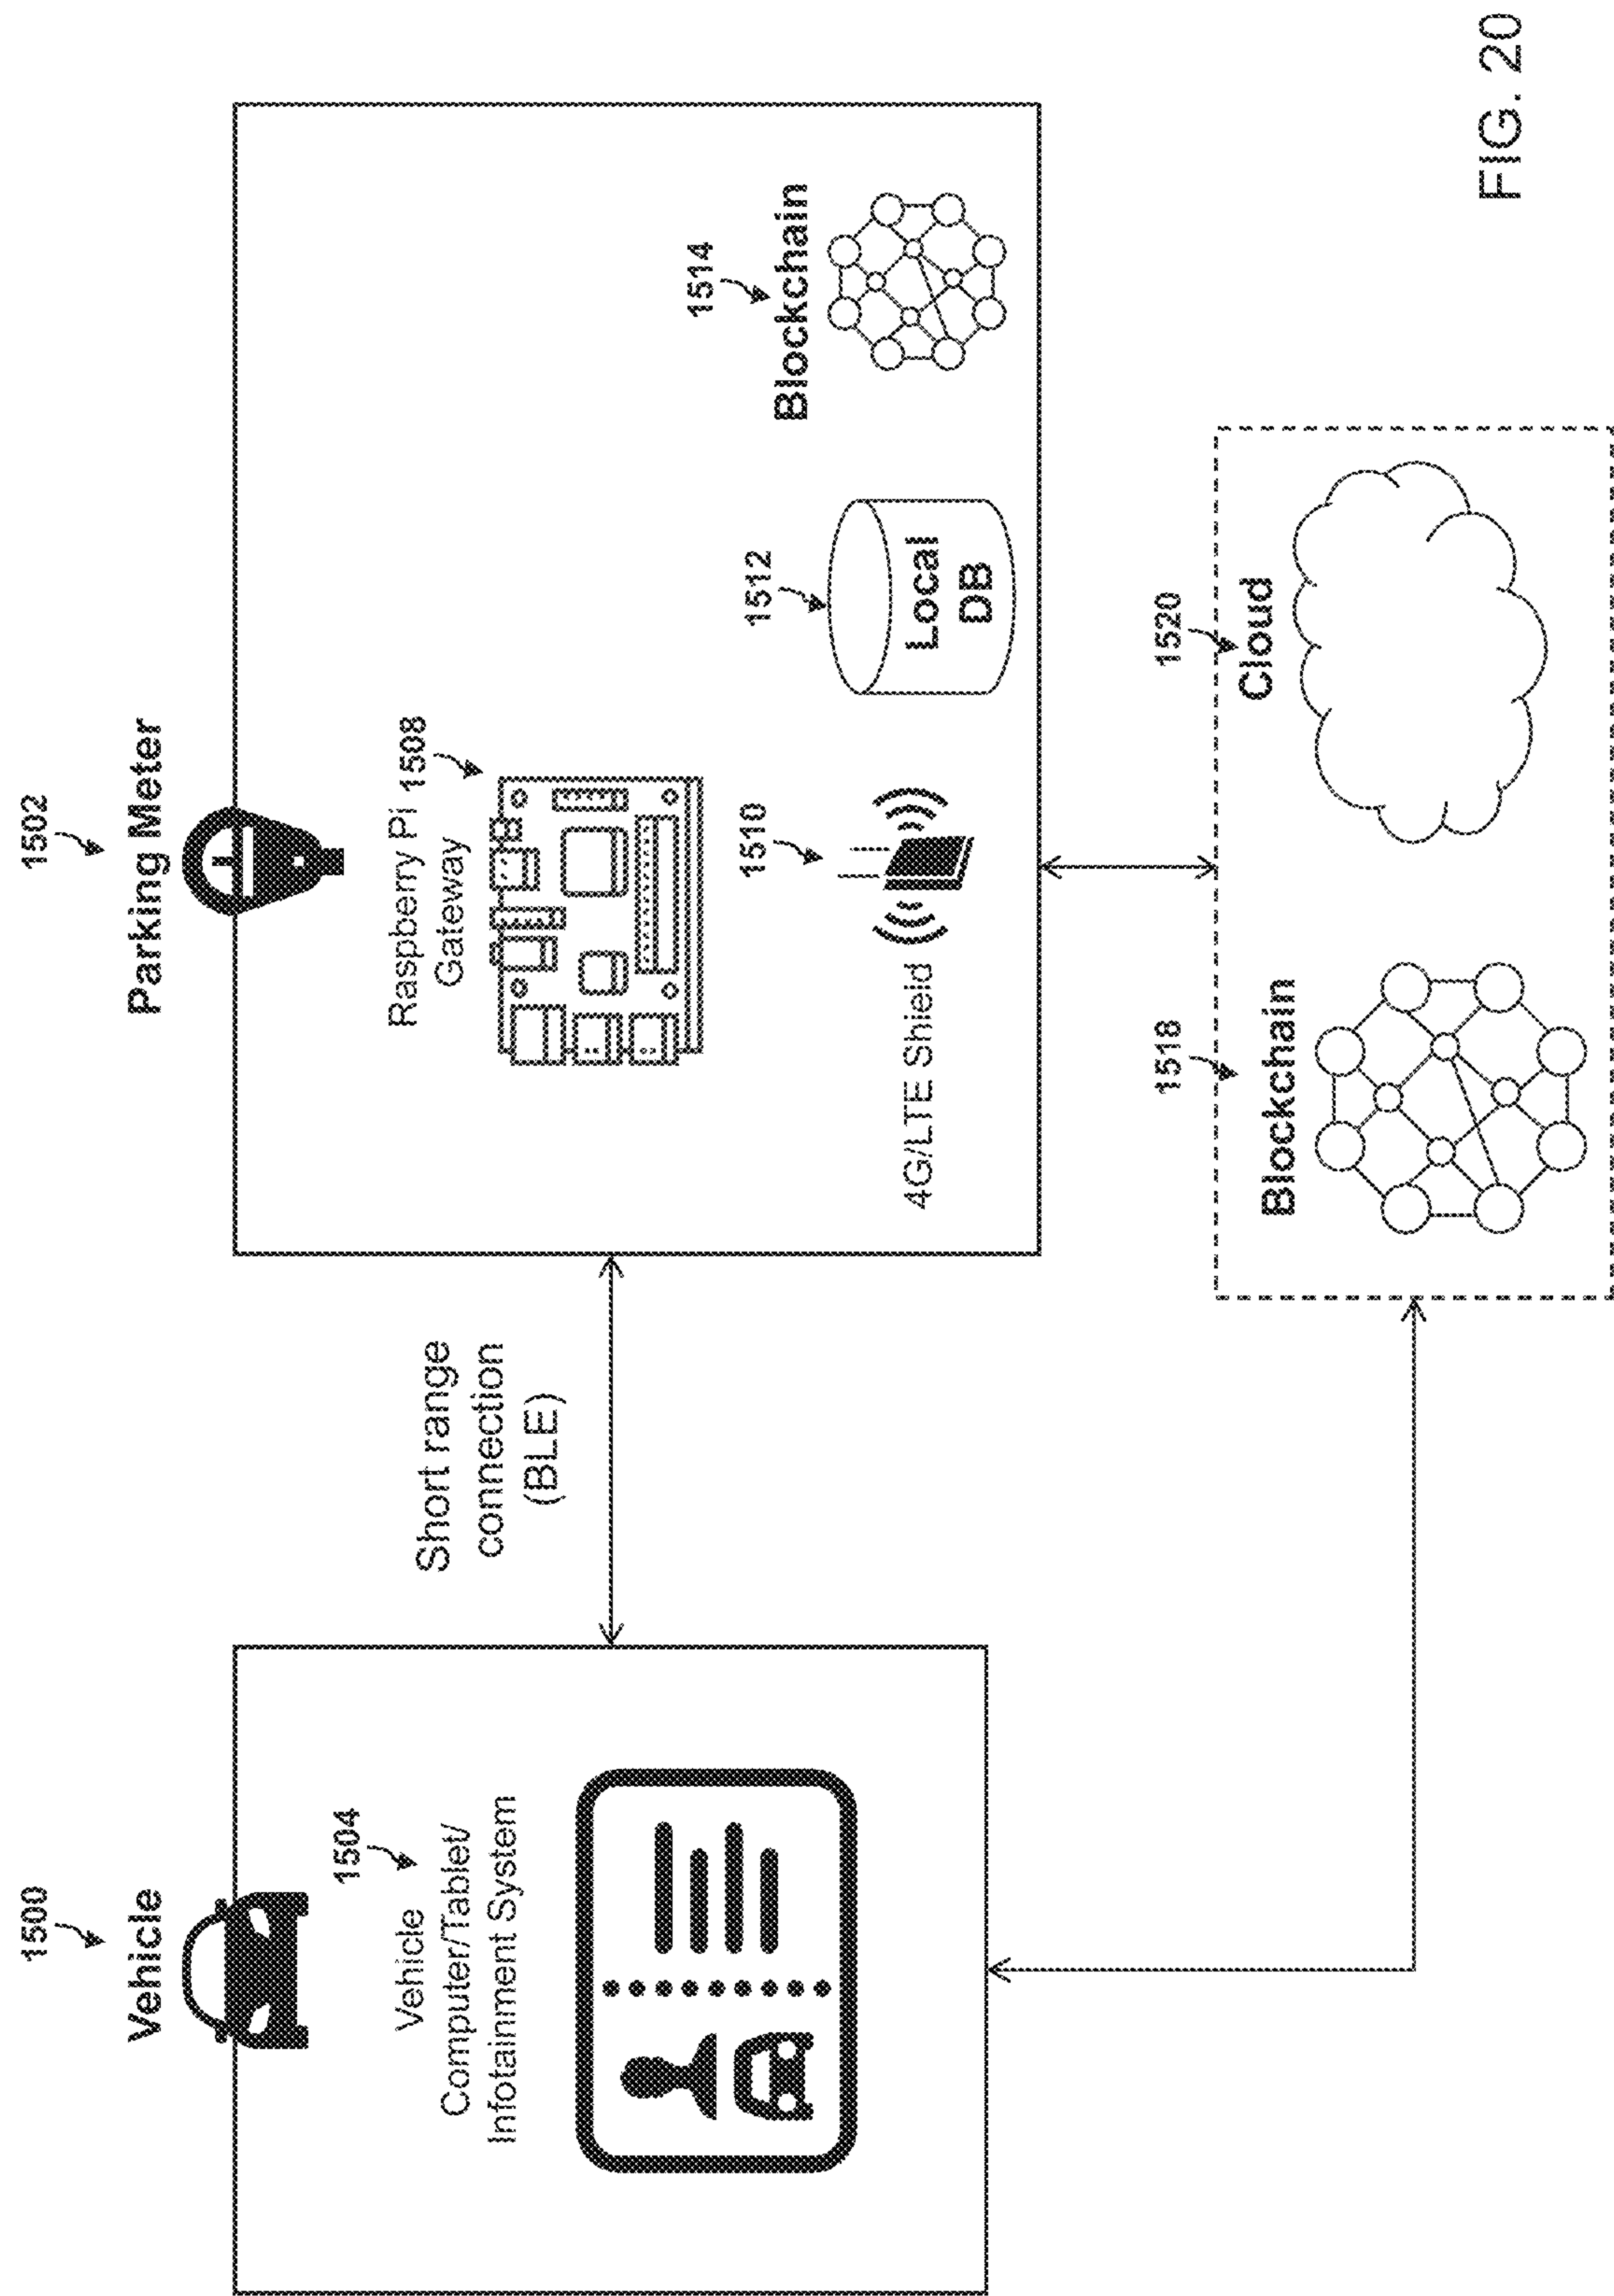 1500
Vehicle
1504
Vehicle
Computer/Tablet/
Infotainment System
Short range
connection
(BLE)
1502
Parking Meter
Raspberry Pi
Gateway
1508
1510
4G/LTE Shield
1512
Local
DB
1514
Blockchain
1518
Blockchain
1520
Cloud
FIG. 20